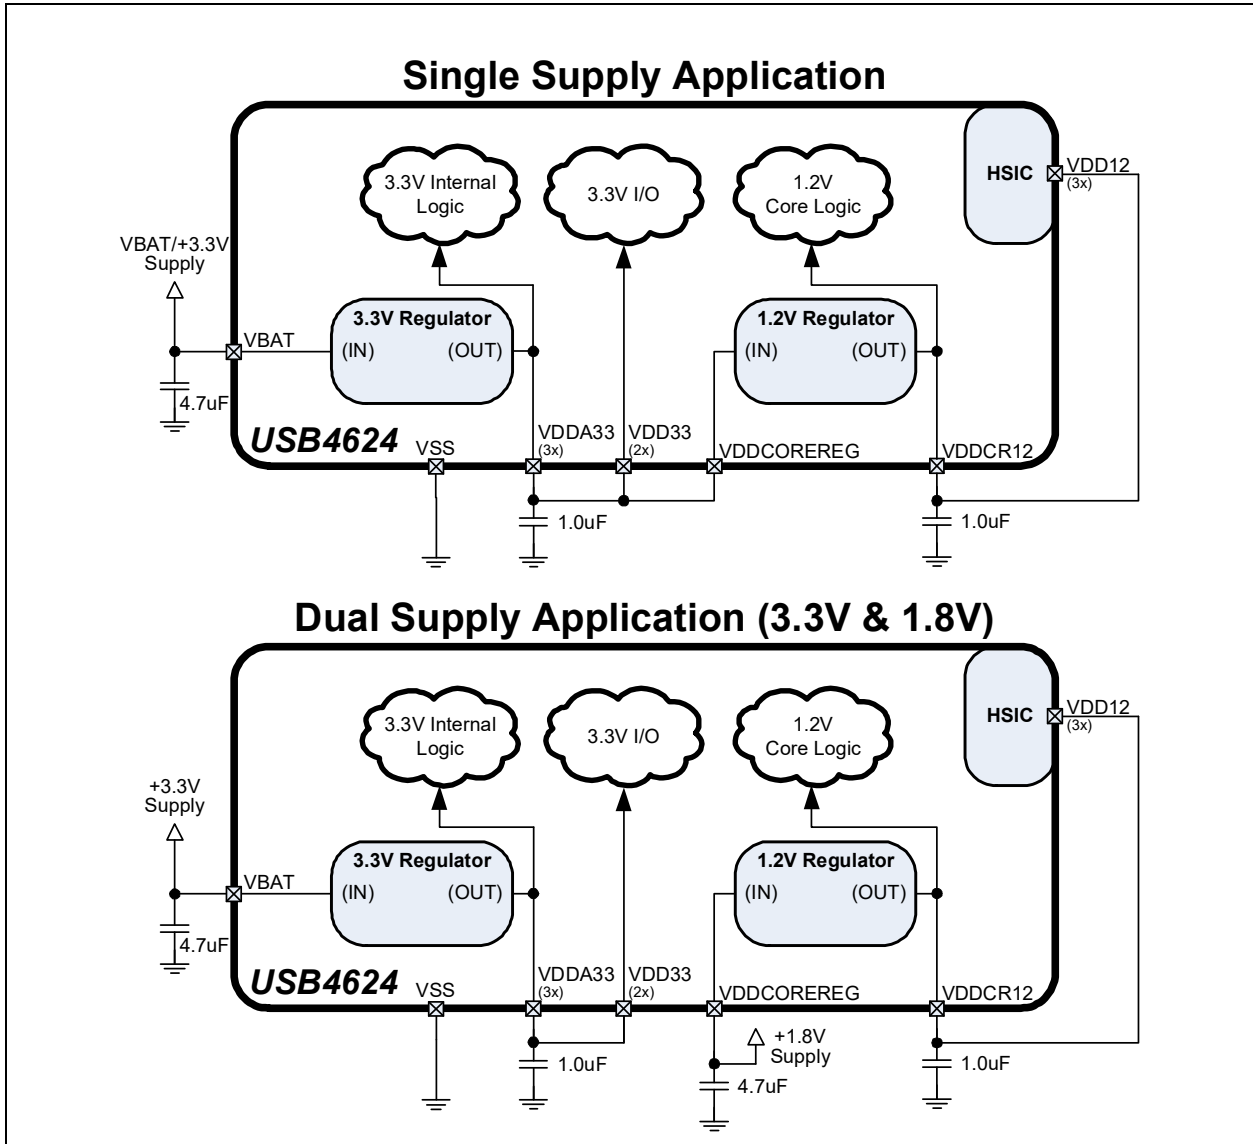 Single Supply Application
HSIC
VDD12
(3x)
3.3V Internal
Logic
3.3V I/O
1.2V
Core Logic
VBAT/+3.3V
Supply
3.3V Regulator
(IN)
(OUT)
1.2V Regulator
(IN)
(OUT)
VBAT
4.7uF
USB4624
VSS
VDDA33
(3x)
VDD33
(2x)
VDDCOREREG
VDDCR12
1.0uF
1.0uF
Dual Supply Application (3.3V & 1.8V)
HSIC
VDD12
(3x)
3.3V Internal
Logic
3.3V I/O
1.2V
Core Logic
+3.3V
Supply
3.3V Regulator
(IN)
(OUT)
1.2V Regulator
(IN)
(OUT)
VBAT
4.7uF
USB4624
VSS
VDDA33
(3x)
VDD33
(2x)
VDDCOREREG
VDDCR12
1.0uF
+1.8V
Supply
4.7uF
1.0uF